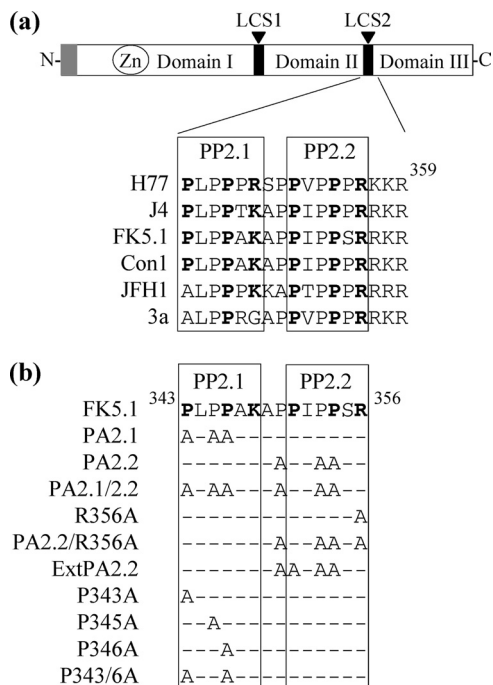 (a)
LCS1 LCS2
N- Zn Domain I Domain II Domain III -C
PP2.1 PP2.2
359
H77 PLPPPRSPPVPPPRKKR
J4 PLPPTKAPPIPPPRRKR
FK5.1 PLPPAKAPPIPPSRRKR
Con1 PLPPAKAPPIPPPRRKR
JFH1 ALPPPKKAPTPPPRRRR
3a ALPPRGAPPVPPPRRKR
(b)
PP2.1 PP2.2
FK5.1 343 PLPPAKAPPIPPSR 356
PA2.1 A-AA----------
PA2.2 -------A--AA--
PA2.1/2.2 A-AA---A--AA--
R356A -------------A
PA2.2/R356A -------A--AA-A
ExtPA2.2 -------AA-AA--
P343A A-------------
P345A --A-----------
P346A ---A----------
P343/6A A--A----------